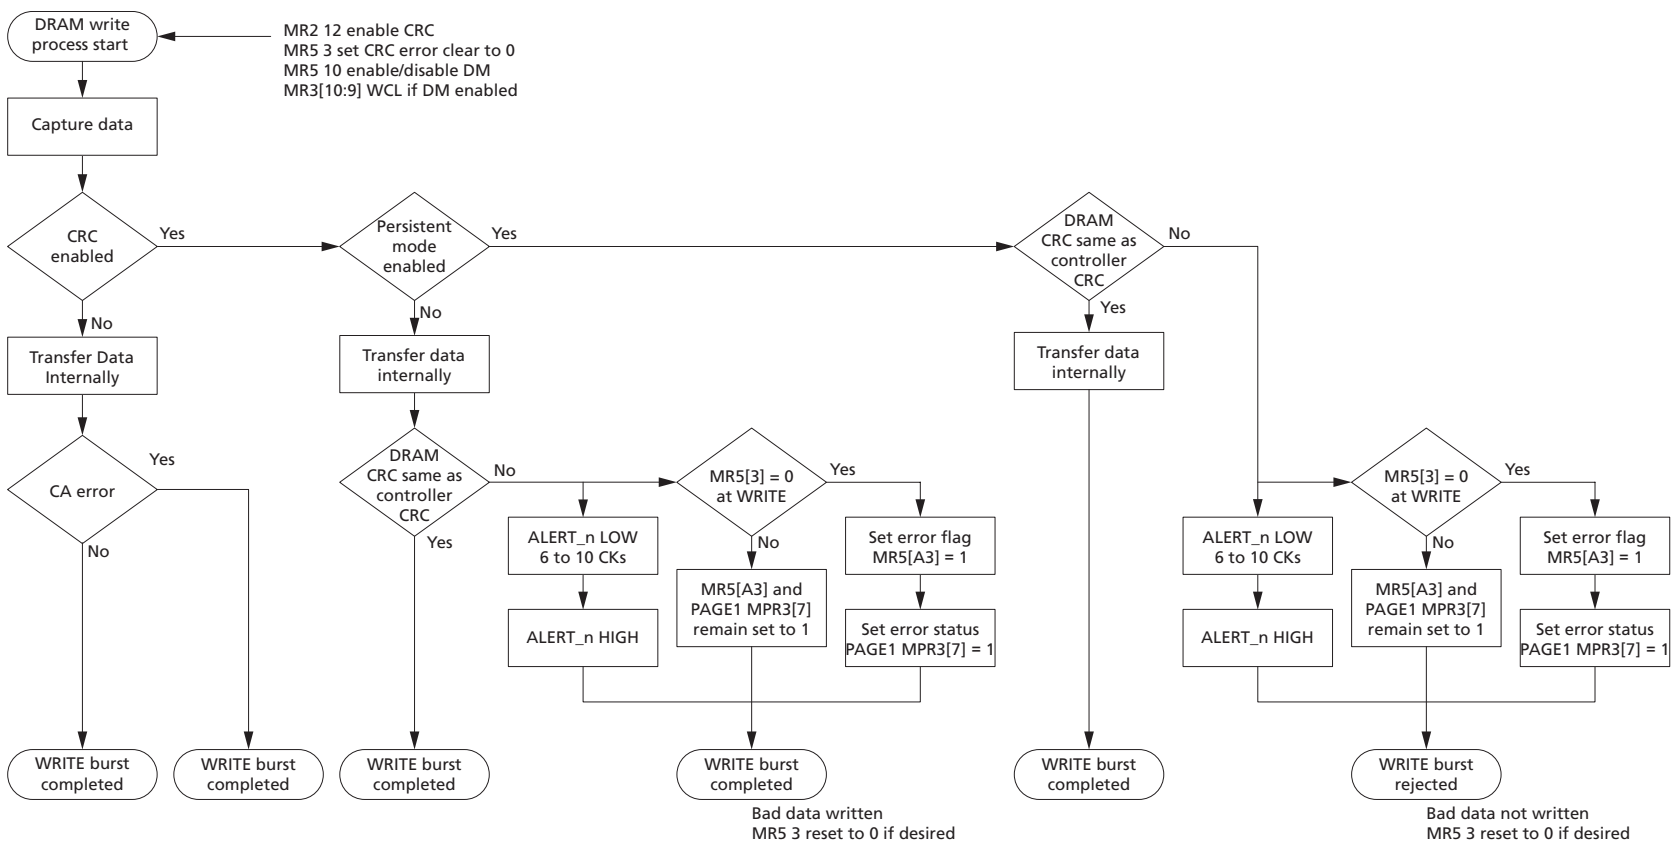 DRAM write
process start
MR2 12 enable CRC
MR5 3 set CRC error clear to 0
MR5 10 enable/disable DM
MR3[10:9] WCL if DM enabled
Capture data
CRC
enabled
Yes
No
Persistent
mode
enabled
Yes
No
DRAM
CRC same as
controller
CRC
No
Yes
Transfer Data
Internally
Transfer data
internally
Transfer data
internally
CA error
Yes
No
DRAM
CRC same as
controller
CRC
No
Yes
MR5[3] = 0
at WRITE
Yes
No
ALERT_n LOW
6 to 10 CKs
ALERT_n HIGH
MR5[A3] and
PAGE1 MPR3[7]
remain set to 1
Set error flag
MR5[A3] = 1
Set error status
PAGE1 MPR3[7] = 1
MR5[3] = 0
at WRITE
Yes
No
ALERT_n LOW
6 to 10 CKs
ALERT_n HIGH
MR5[A3] and
PAGE1 MPR3[7]
remain set to 1
Set error flag
MR5[A3] = 1
Set error status
PAGE1 MPR3[7] = 1
WRITE burst
completed
WRITE burst
completed
WRITE burst
completed
WRITE burst
completed
Bad data written
MR5 3 reset to 0 if desired
WRITE burst
completed
WRITE burst
rejected
Bad data not written
MR5 3 reset to 0 if desired